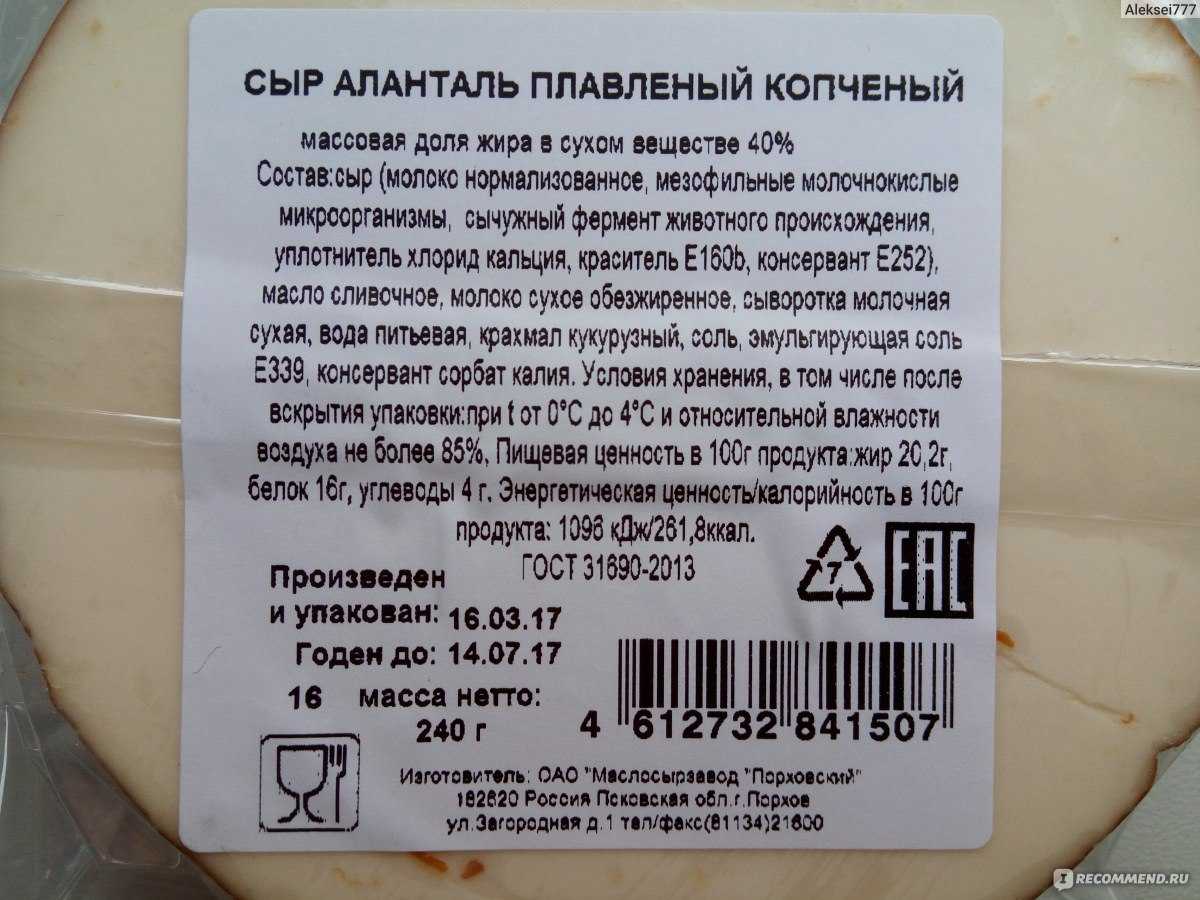 Aleksei777
СЫР АЛАНТАЛЬ ПЛАВЛЕНЫЙ КОПЧЕНЫЙ
массовая доля жира в сухом веществе 40%
Состав:сыр (молоко нормализованное, мезофильные молочнокислые
микроорганизмы, сычужный фермент животного происхождения,
уплотнитель хлорид кальция, краситель Е160b, консервант Е252),
масло сливочное, молоко сухое обезжиренное, сыворотка молочная
сухая, вода питьевая, крахмал кукурузный, соль, эмульгирующая соль
Е339, консервант сорбат калия. Условия хранения, в том числе после
вскрытия упаковки:при t от 0°С до 4°С и относительной влажности
воздуха не более 85%. Пищевая ценность в 100г продукта:жир 20,2г,
белок 16г, углеводы 4 г. Энергетическая ценность/калорийность в 100г
продукта: 1096 кДж/261,8ккал.
ГОСТ 31690-2013
7
EAC
Произведен
и упакован: 16.03.17
Годен до: 14.07.17
16 масса нетто:
240 г
4 612732 841507
Изготовитель: ОАО "Маслосырзавод "Порховский"
182620 Россия Псковская обл.г.Порхов
ул.Загородная д.1 тел/факс(81134)21600
IRECOMMEND.RU